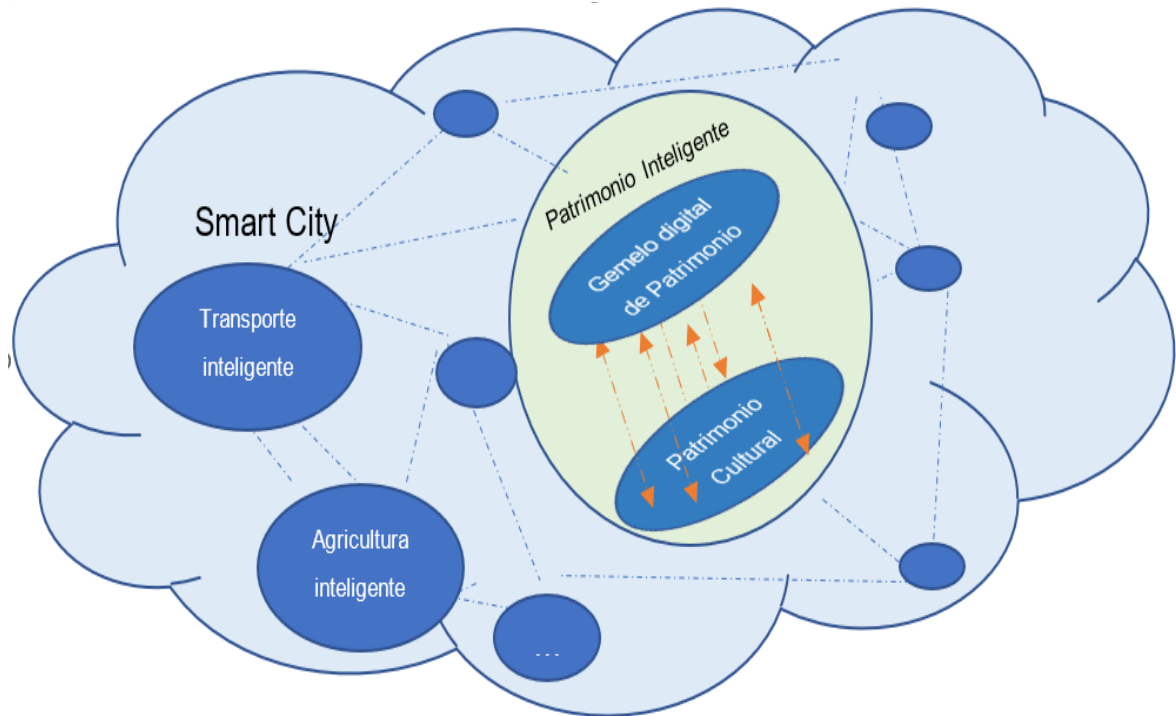 Patrimonio Inteligente
Smart City
Gemelo digital
de Patrimonio
Transporte
inteligente
Patrimonio
Cultural
Agricultura
inteligente
...